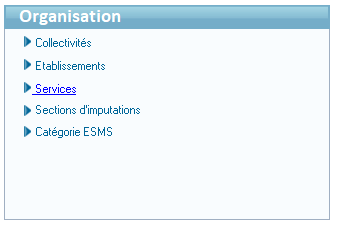 Organisation
Collectivités
Etablissements
Services
Sections d'imputations
Catégorie ESMS